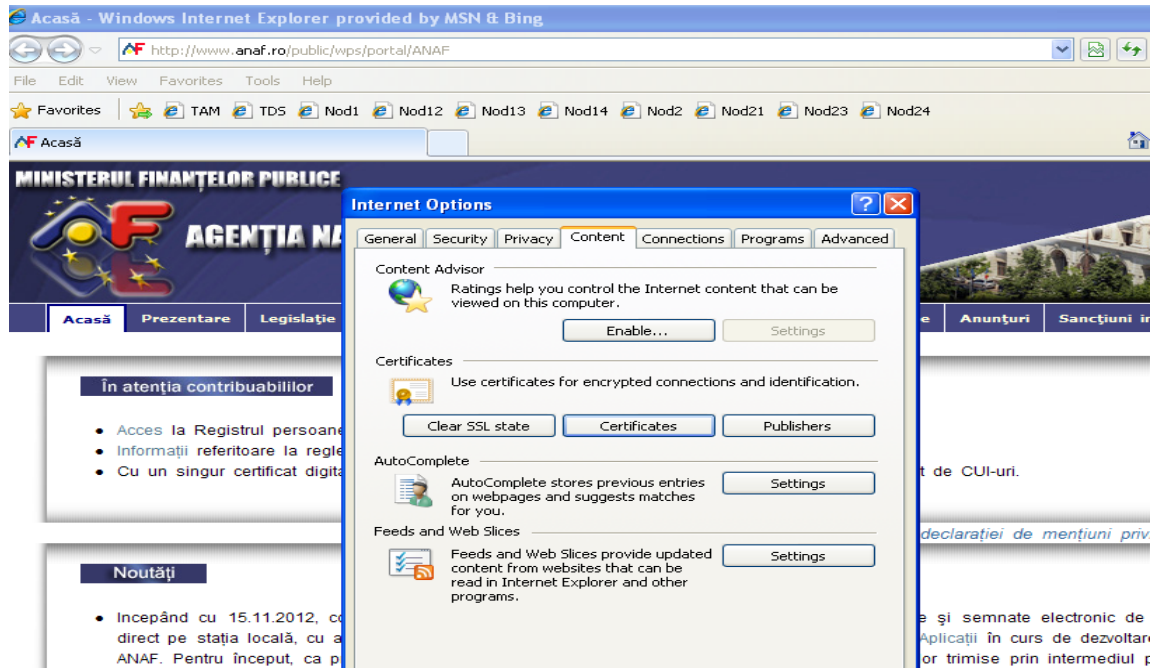 Acasă - Windows Internet Explorer provided by MSN & Bing
http://www.anaf.ro/public/wps/portal/ANAF
File Edit View Favorites Tools Help
Favorites TAM TDS Nod1 Nod12 Nod13 Nod14 Nod2 Nod21 Nod23 Nod24
Acasă
MINISTERUL FINANȚELOR PUBLICE
AGENȚIA NA
Acasă Prezentare Legislație e Anunțuri Sancțiuni in
Internet Options
General Security Privacy Content Connections Programs Advanced
Content Advisor
Ratings help you control the Internet content that can be
viewed on this computer.
Enable... Settings
Certificates
Use certificates for encrypted connections and identification.
Clear SSL state Certificates Publishers
AutoComplete
AutoComplete stores previous entries
on webpages and suggests matches
for you.
Settings
Feeds and Web Slices
Feeds and Web Slices provide updated
content from websites that can be
read in Internet Explorer and other
programs.
Settings
În atenția contribuabililor
Acces la Registrul persoane
Informații referitoare la regle
Cu un singur certificat digita t de CUI-uri.
declarației de mențiuni priv
Noutăți
Incepând cu 15.11.2012, co e și semnate electronic de
direct pe stația locală, cu a Aplicații în curs de dezvoltare
ANAF. Pentru început, ca p or trimise prin intermediul p